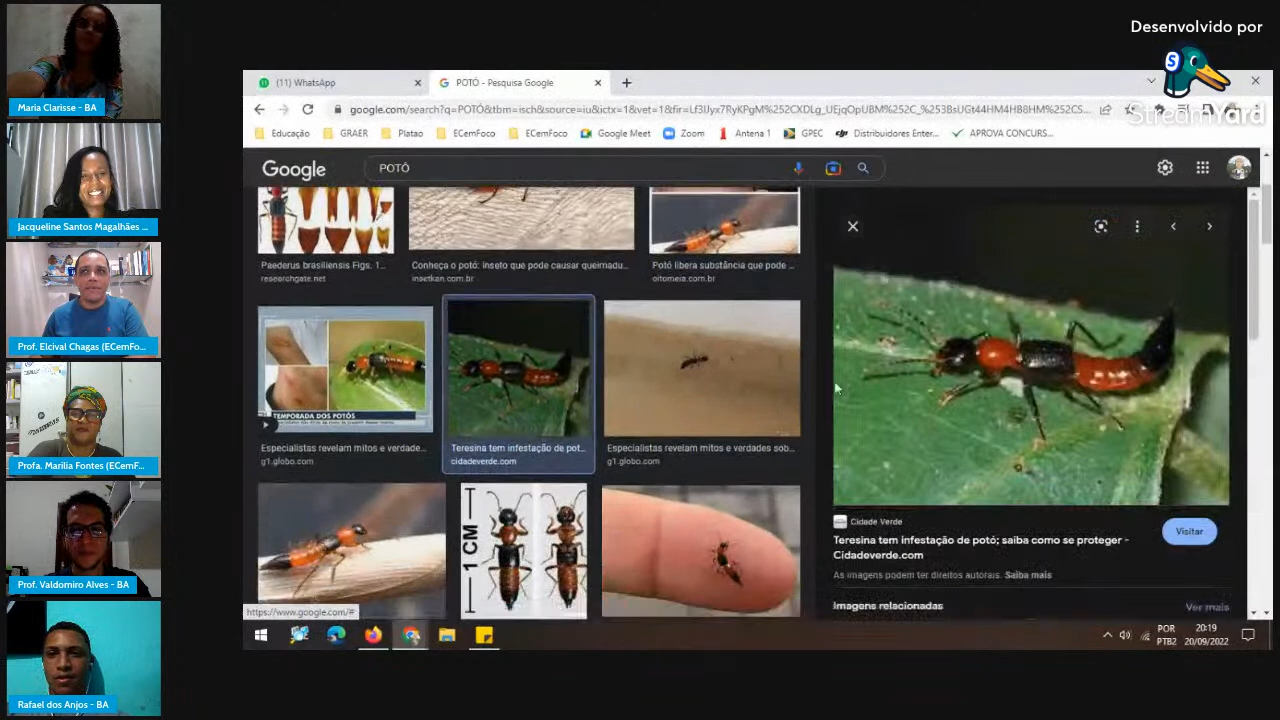 Desenvolvido por
S
StreamYard
Maria Clarisse - BA
Jacqueline Santos Magalhães ...
Prof. Elcival Chagas (ECemFo...
Profa. Marilia Fontes (ECemF...
Prof. Valdomiro Alves - BA
Rafael dos Anjos - BA
(11) WhatsApp
POTÓ - Pesquisa Google
Educação
GRAER
Platao
ECemFoco
ECemFoco
Google Meet
Zoom
Antena 1
GPEC
Distribuidores Enter...
APROVA CONCURS...
Google
POTÓ
Paederus brasiliensis Figs. 1...
researchgate.net
Conheça o potó: inseto que pode causar queimadu...
insetkan.com.br
Potó libera substância que pode ...
oitomeia.com.br
TEMPORADA DOS POTÓS
Especialistas revelam mitos e verdade...
g1.globo.com
Teresina tem infestação de pot...
cidadeverde.com
Especialistas revelam mitos e verdades sob...
g1.globo.com
1 CM
Cidade Verde
Teresina tem infestação de potó; saiba como se proteger -
Cidadeverde.com
Visitar
As imagens podem ter direitos autorais. Saiba mais
Imagens relacionadas
Ver mais
https://www.google.com/#
POR
PTB2
20:19
20/09/2022